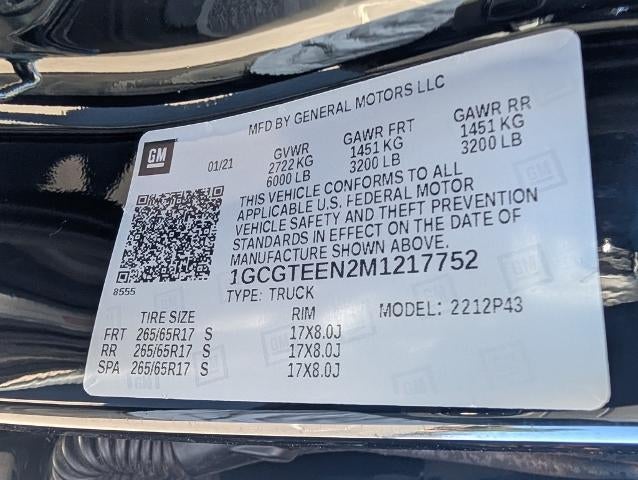 MFD BY GENERAL MOTORS LLC
GM
01/21
GVWR
2722 KG
6000 LB
GAWR FRT
1451 KG
3200 LB
GAWR RR
1451 KG
3200 LB
THIS VEHICLE CONFORMS TO ALL
APPLICABLE U.S. FEDERAL MOTOR
VEHICLE SAFETY AND THEFT PREVENTION
STANDARDS IN EFFECT ON THE DATE OF
MANUFACTURE SHOWN ABOVE.
1GCGTEEN2M1217752
8555
TYPE: TRUCK
MODEL: 2212P43
TIRE SIZE RIM
FRT 265/65R17 S 17X8.0J
RR 265/65R17 S 17X8.0J
SPA 265/65R17 S 17X8.0J